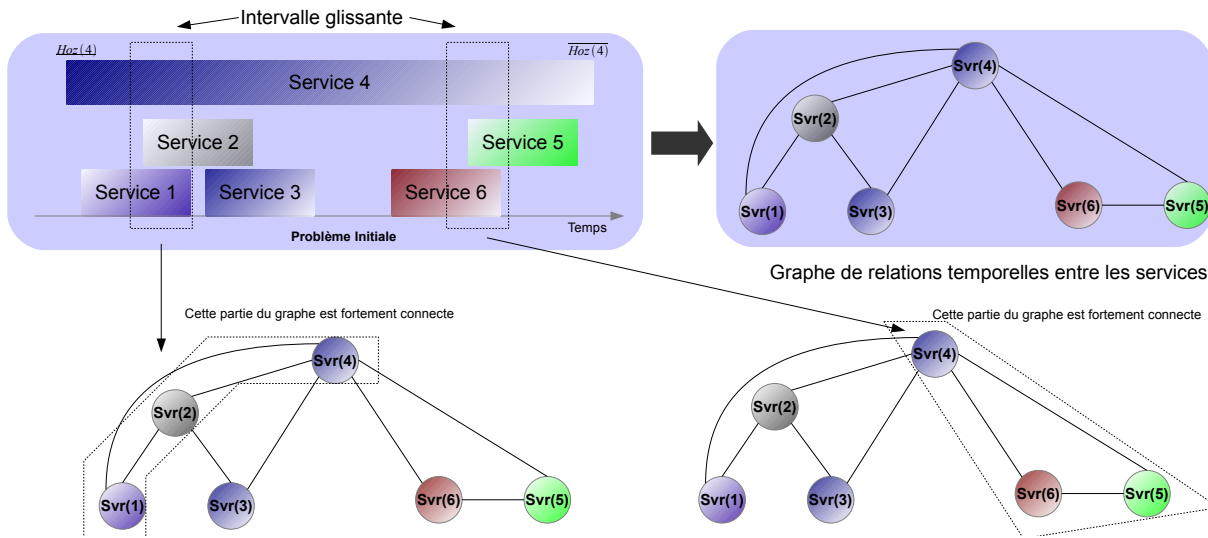 Intervalle glissante
Hoz(4)
Hoz(4)
Service 4
Service 2
Service 5
Service 1
Service 3
Service 6
Temps
Problème Initiale
Svr(4)
Svr(2)
Svr(1)
Svr(3)
Svr(6)
Svr(5)
Graphe de relations temporelles entre les services
Cette partie du graphe est fortement connecte
Svr(4)
Svr(2)
Svr(1)
Svr(3)
Svr(6)
Svr(5)
Cette partie du graphe est fortement connecte
Svr(4)
Svr(2)
Svr(1)
Svr(3)
Svr(6)
Svr(5)